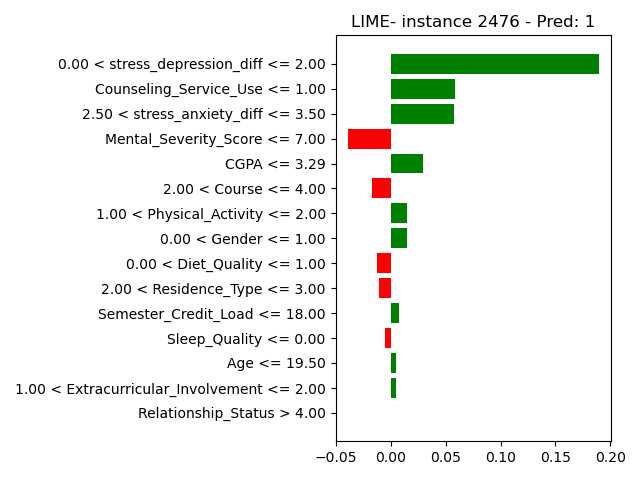 LIME- instance 2476 - Pred: 1
0.00 < stress_depression_diff <= 2.00
Counseling_Service_Use <= 1.00
2.50 < stress_anxiety_diff <= 3.50
Mental_Severity_Score <= 7.00
CGPA <= 3.29
2.00 < Course <= 4.00
1.00 < Physical_Activity <= 2.00
0.00 < Gender <= 1.00
0.00 < Diet_Quality <= 1.00
2.00 < Residence_Type <= 3.00
Semester_Credit_Load <= 18.00
Sleep_Quality <= 0.00
Age <= 19.50
1.00 < Extracurricular_Involvement <= 2.00
Relationship_Status > 4.00
−0.05 0.00 0.05 0.10 0.15 0.20